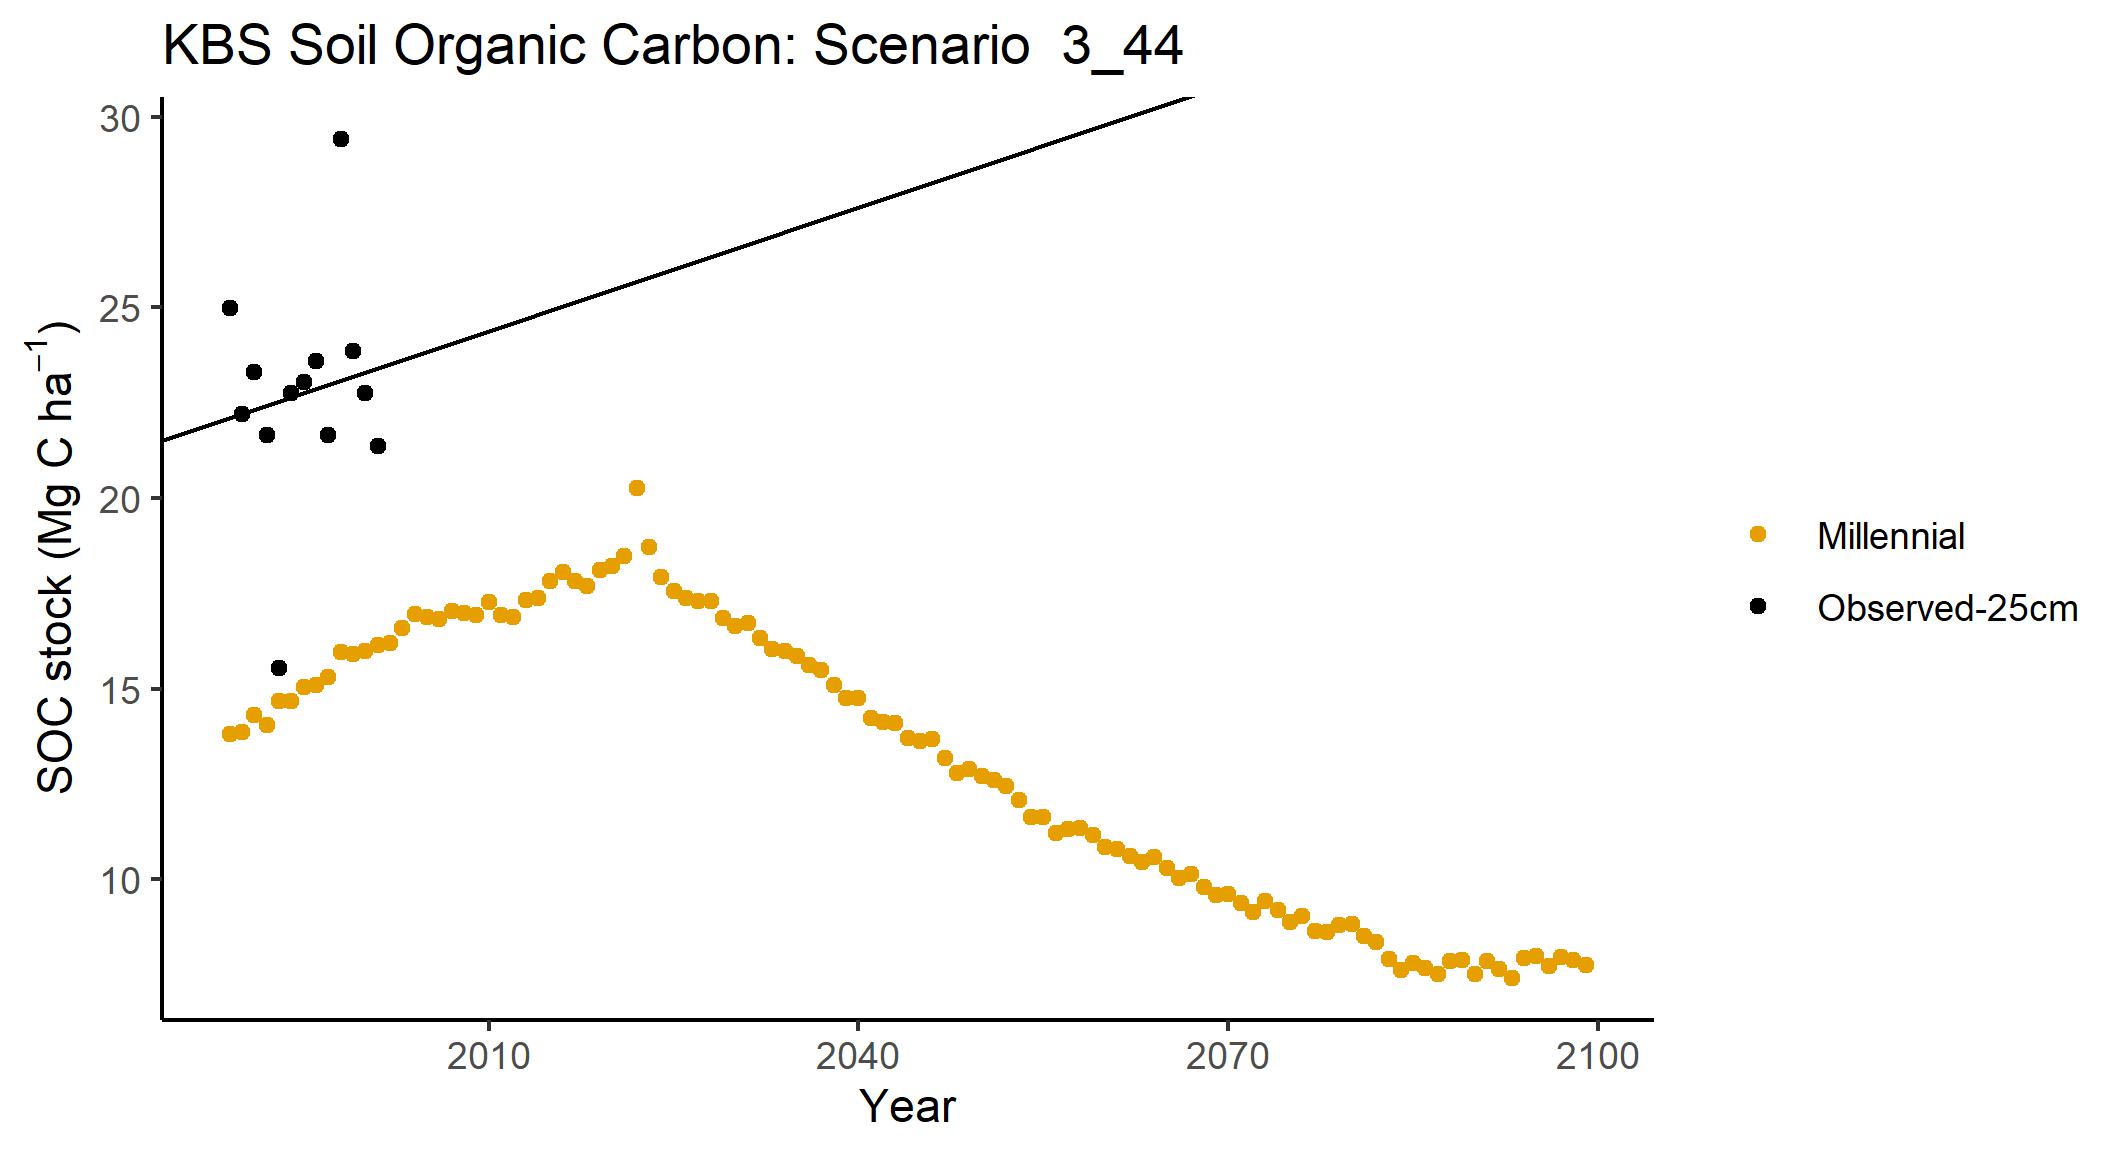 KBS Soil Organic Carbon: Scenario  3_44
30
25
20
15
10
SOC stock (Mg C ha⁻¹)
2010 2040 2070 2100
Year
Millennial
Observed-25cm